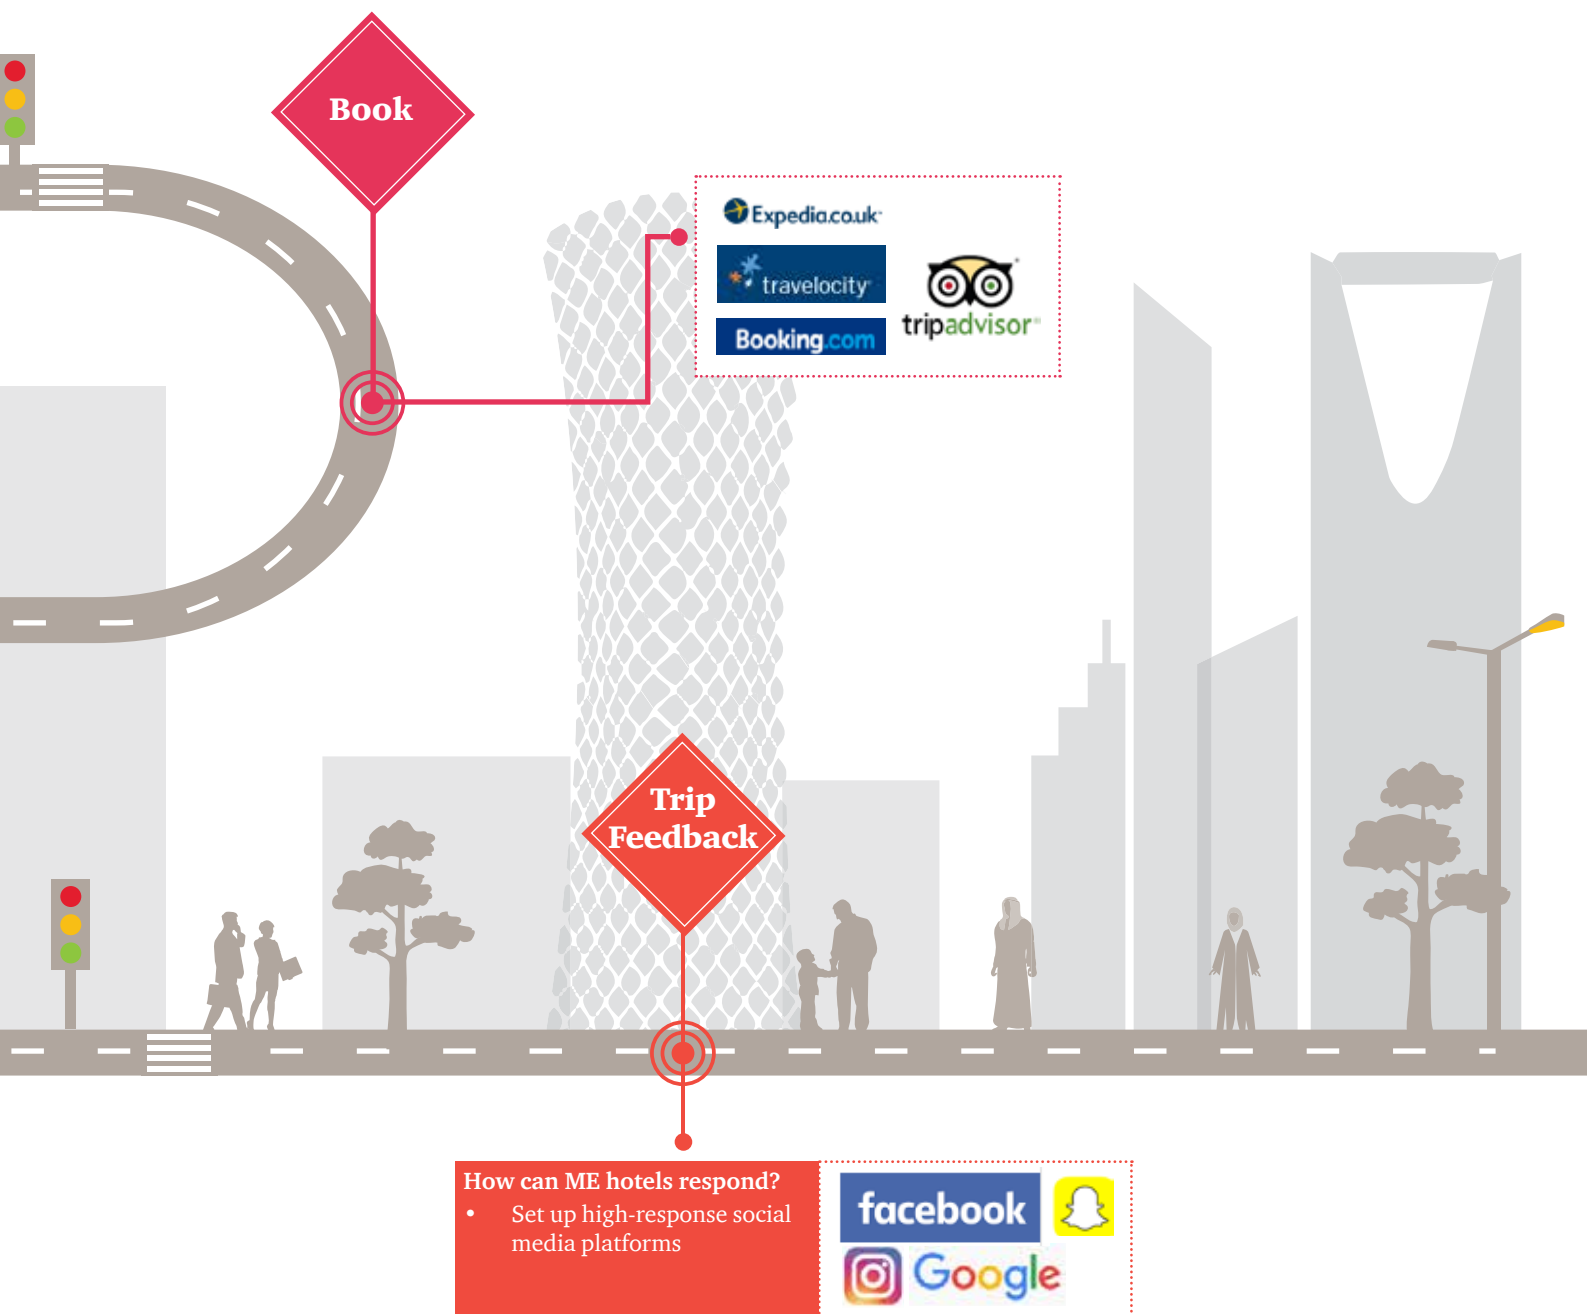 Book
Expedia.co.uk
travelocity
Booking.com
tripadvisor
Trip
Feedback
How can ME hotels respond?
• Set up high-response social
media platforms
facebook
Google